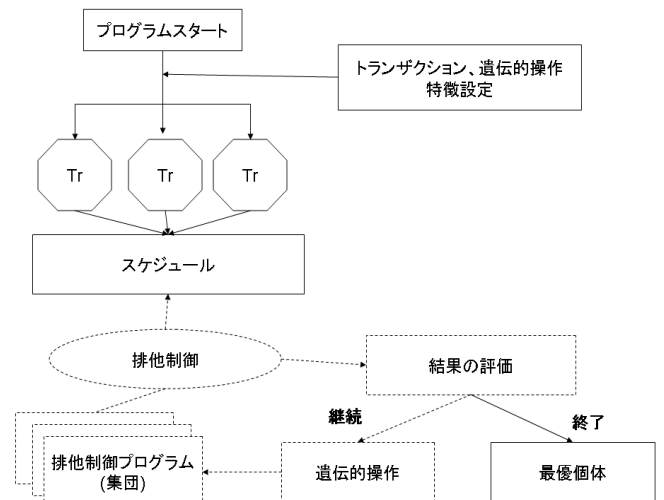 プログラムスタート
トランザクション、遺伝的操作
特徴設定
Tr
Tr
Tr
スケジュール
排他制御
結果の評価
継続
終了
排他制御プログラム
(集団)
遺伝的操作
最優個体